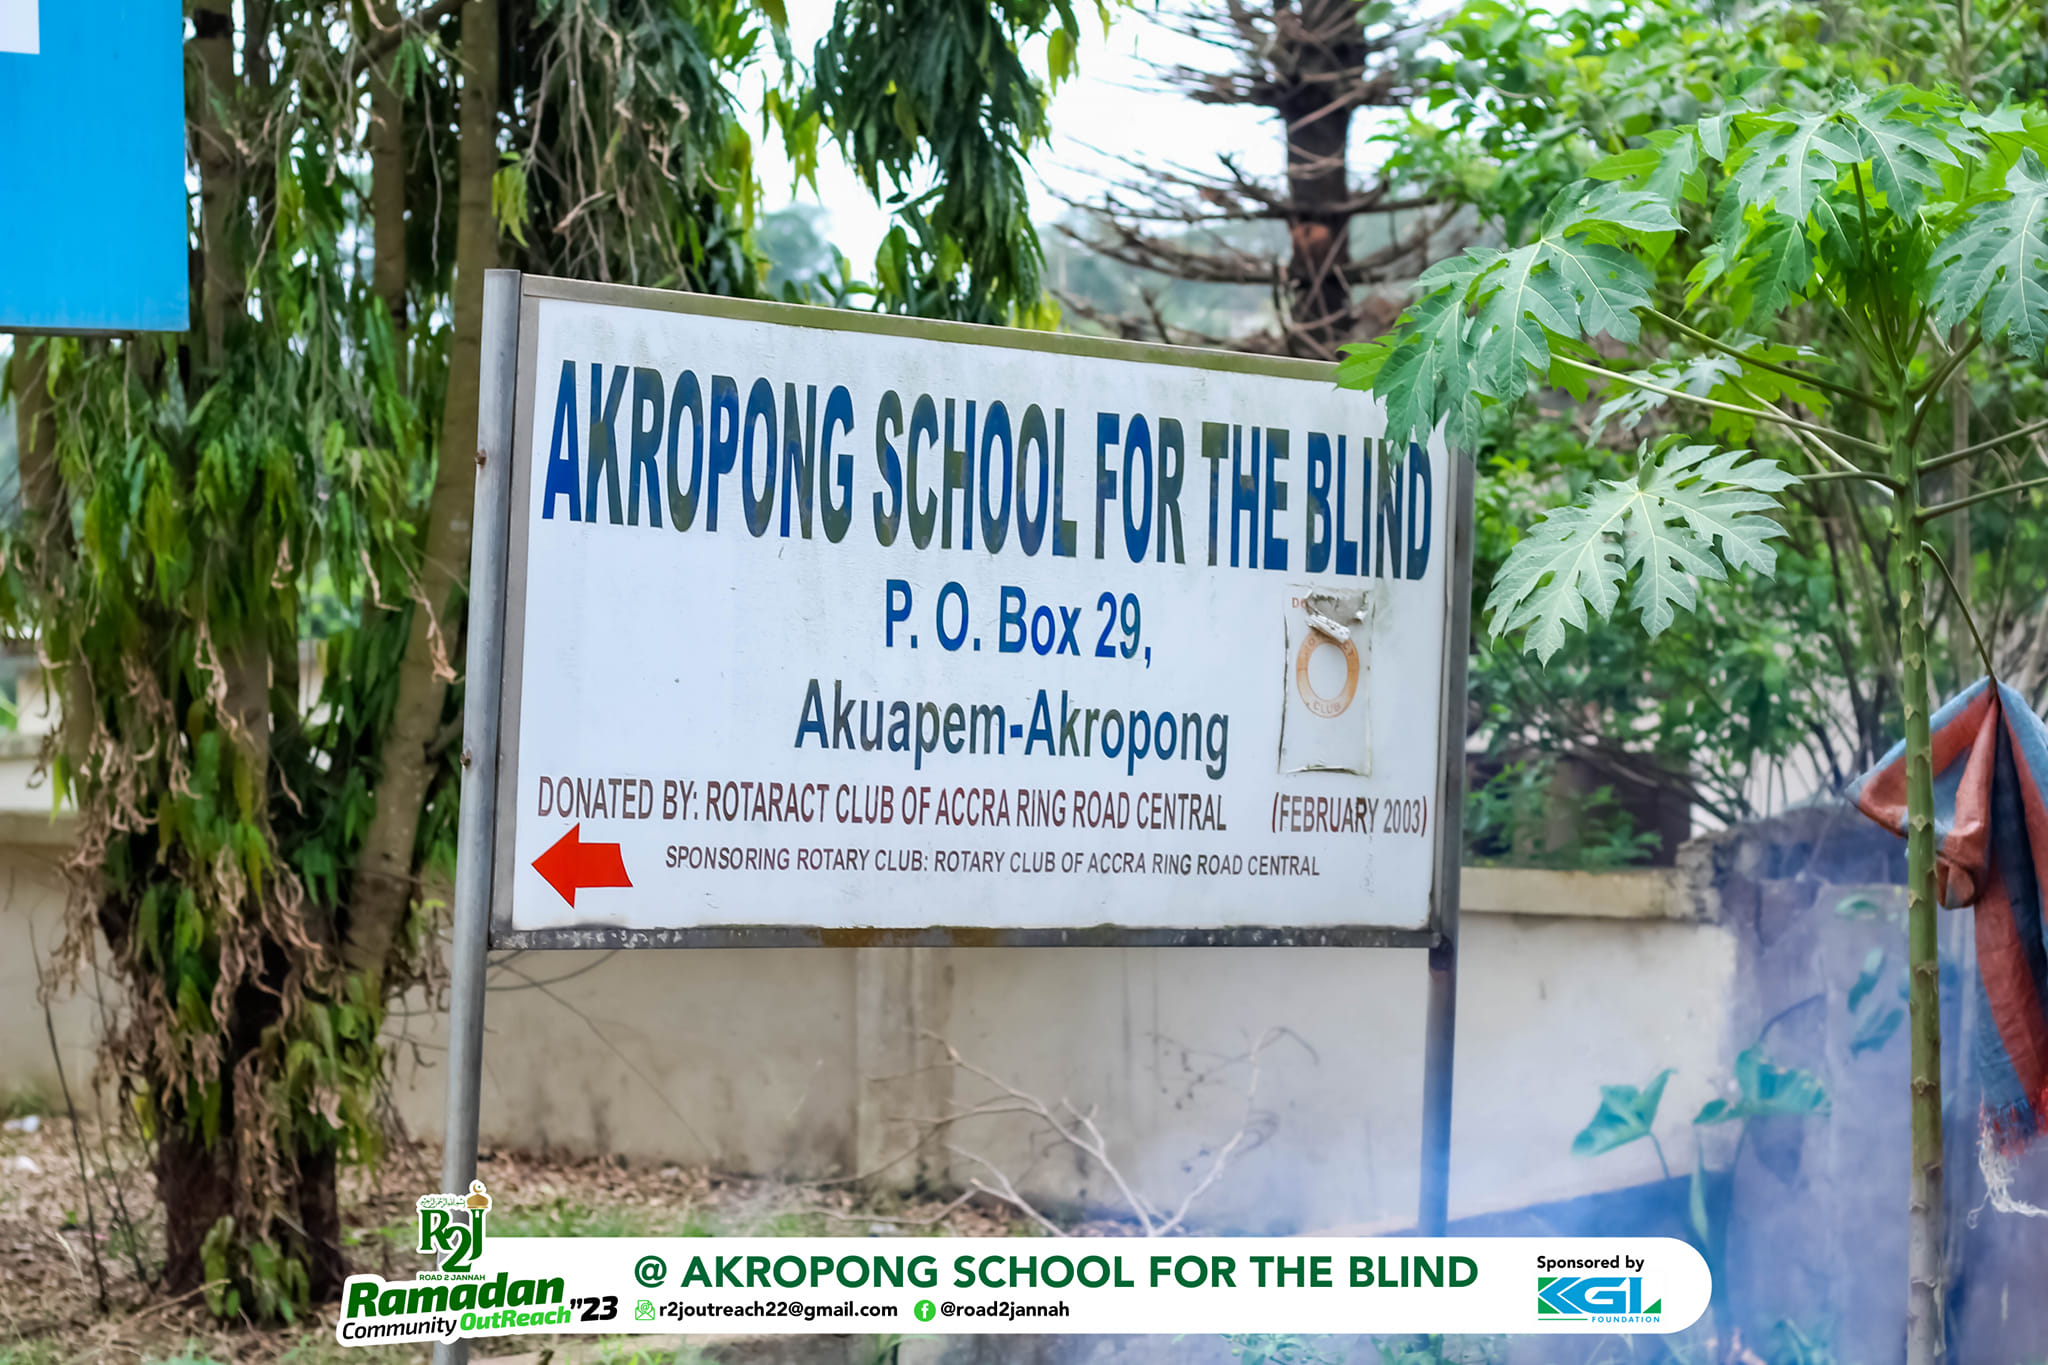 AKROPONG SCHOOL FOR THE BLIND
P. O. Box 29,
Akuapem-Akropong
CLUB
DONATED BY: ROTARACT CLUB OF ACCRA RING ROAD CENTRAL (FEBRUARY 2003)
SPONSORING ROTARY CLUB: ROTARY CLUB OF ACCRA RING ROAD CENTRAL
R2J
ROAD 2 JANNAH
Ramadan
Community OutReach "23
@ AKROPONG SCHOOL FOR THE BLIND
r2joutreach22@gmail.com @road2jannah
Sponsored by
KGL
FOUNDATION